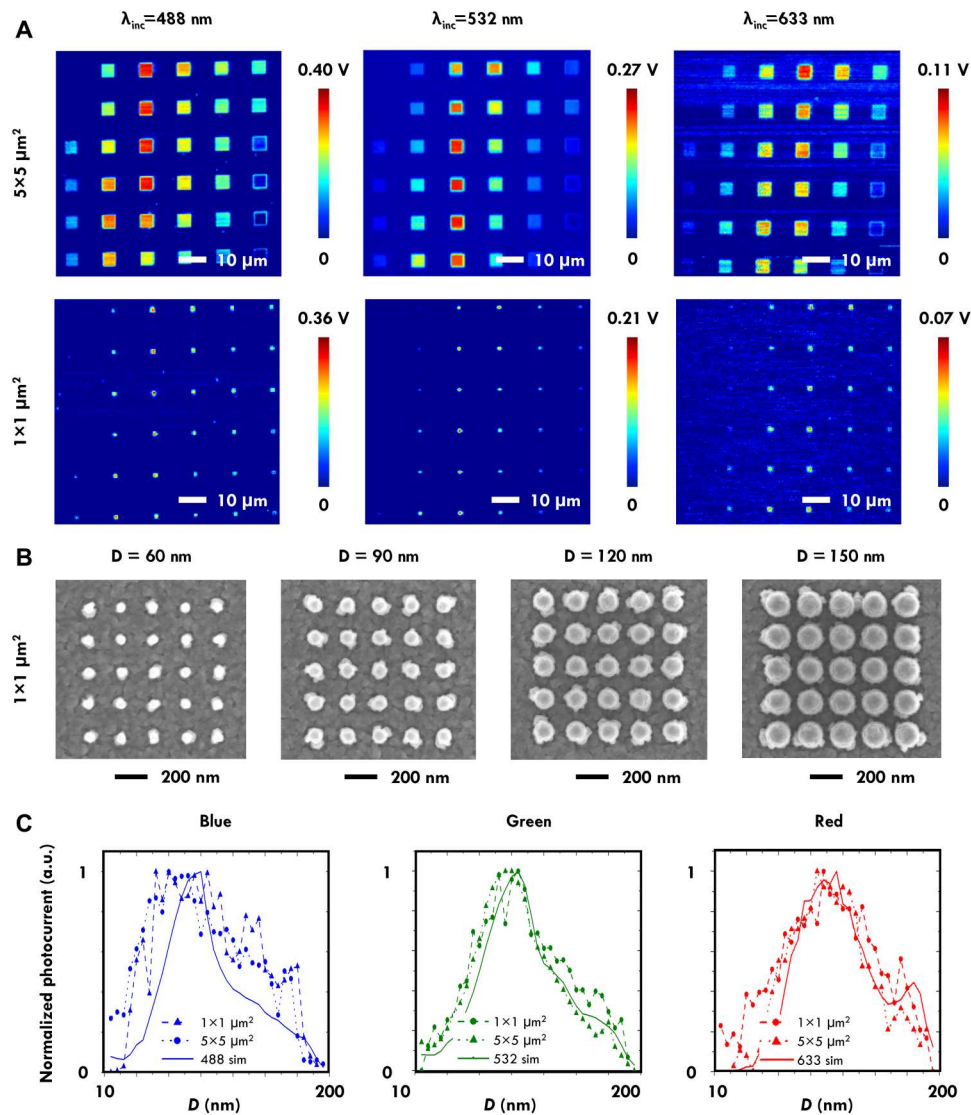 A
λinc=488 nm λinc=532 nm λinc=633 nm
5×5 µm²
0.40 V 0.27 V 0.11 V
10 µm 10 µm 10 µm
0 0 0
1×1 µm²
0.36 V 0.21 V 0.07 V
10 µm 10 µm 10 µm
0 0 0
B
D = 60 nm D = 90 nm D = 120 nm D = 150 nm
1×1 µm²
200 nm 200 nm 200 nm 200 nm
C
Blue Green Red
Normalized photocurrent (a.u.)
1 1 1
1×1 µm² 1×1 µm² 1×1 µm²
5×5 µm² 5×5 µm² 5×5 µm²
488 sim 532 sim 633 sim
0 0 0
10 200 10 200 10 200
D (nm) D (nm) D (nm)